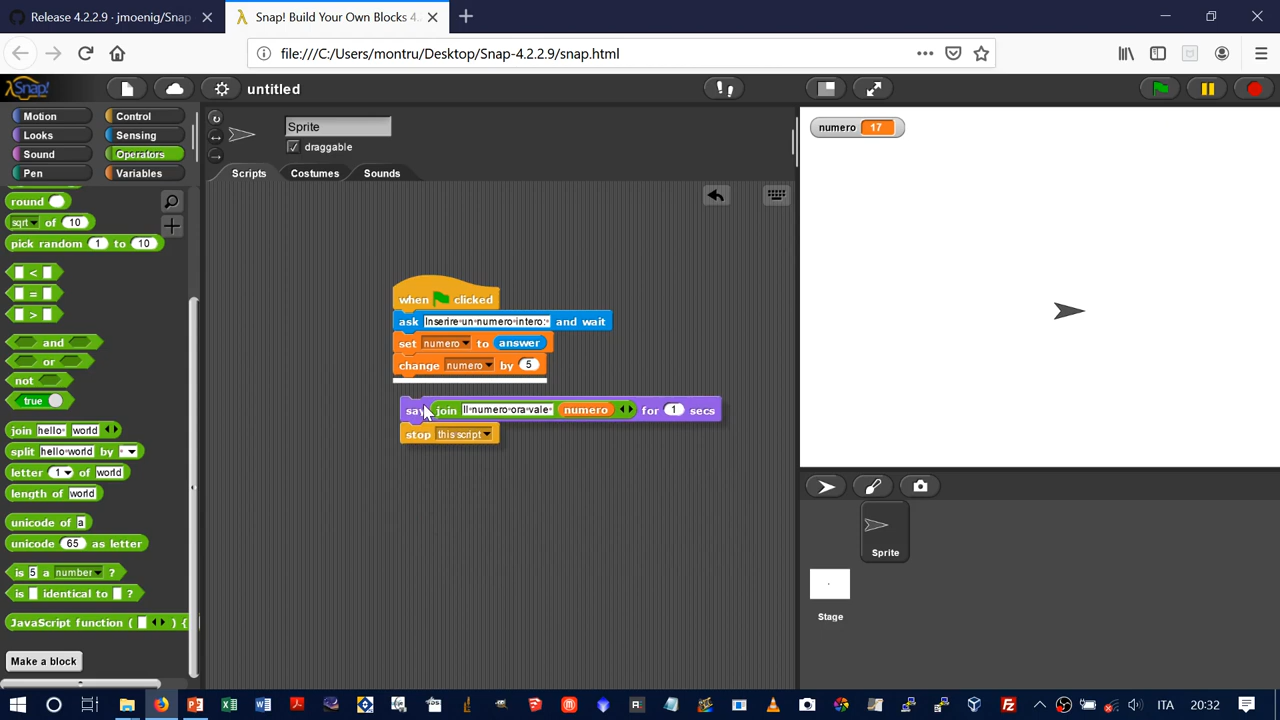 Release 4.2.2.9 · jmoenig/Snap
Snap! Build Your Own Blocks 4.
file:///C:/Users/montru/Desktop/Snap-4.2.2.9/snap.html
Snap!
untitled
Motion
Control
Looks
Sensing
Sound
Operators
Pen
Variables
Sprite
draggable
Scripts
Costumes
Sounds
numero 17
round
sqrt of 10
pick random 1 to 10
<
=
>
and
or
not
true
join hello world
split hello world by
letter 1 of world
length of world
unicode of a
unicode 65 as letter
is 5 a number ?
is identical to ?
JavaScript function ( ) {
Make a block
when clicked
ask Inserire un numero intero: and wait
set numero to answer
change numero by 5
say join Il numero ora vale numero for 1 secs
stop this script
Sprite
Stage
ITA
20:32